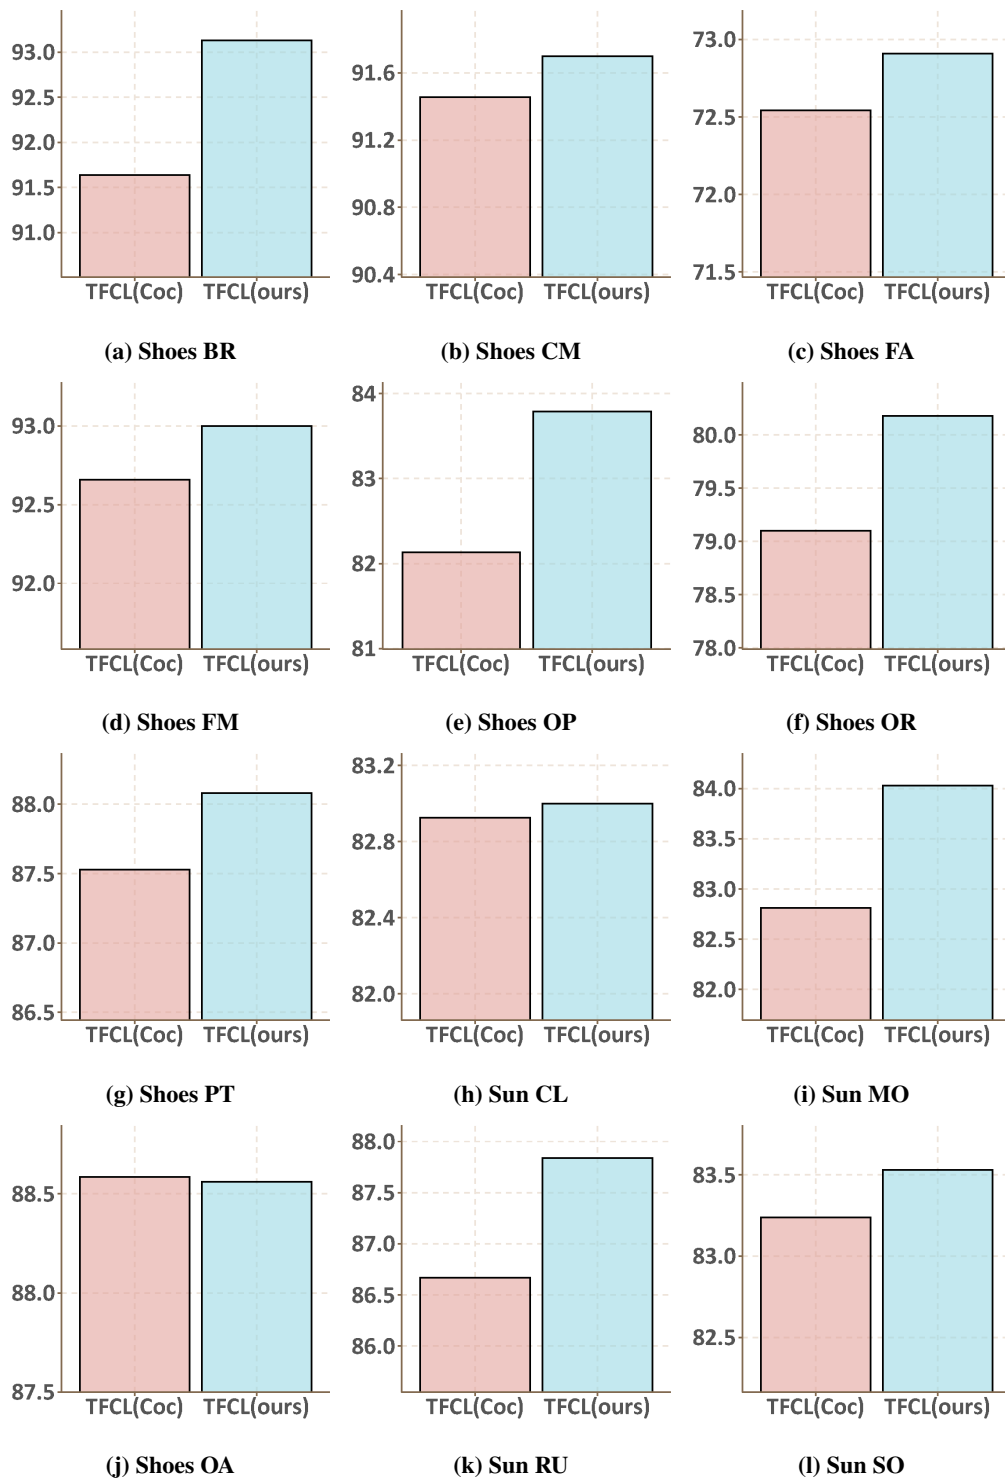 93.0
92.5
92.0
91.5
91.0
TFCL(Coc) TFCL(ours)
(a) Shoes BR
91.6
91.2
90.8
90.4
TFCL(Coc) TFCL(ours)
(b) Shoes CM
73.0
72.5
72.0
71.5
TFCL(Coc) TFCL(ours)
(c) Shoes FA
93.0
92.5
92.0
TFCL(Coc) TFCL(ours)
(d) Shoes FM
84
83
82
81
TFCL(Coc) TFCL(ours)
(e) Shoes OP
80.0
79.5
79.0
78.5
78.0
TFCL(Coc) TFCL(ours)
(f) Shoes OR
88.0
87.5
87.0
86.5
TFCL(Coc) TFCL(ours)
(g) Shoes PT
83.2
82.8
82.4
82.0
TFCL(Coc) TFCL(ours)
(h) Sun CL
84.0
83.5
83.0
82.5
82.0
TFCL(Coc) TFCL(ours)
(i) Sun MO
88.5
88.0
87.5
TFCL(Coc) TFCL(ours)
(j) Shoes OA
88.0
87.5
87.0
86.5
86.0
TFCL(Coc) TFCL(ours)
(k) Sun RU
83.5
83.0
82.5
TFCL(Coc) TFCL(ours)
(l) Sun SO